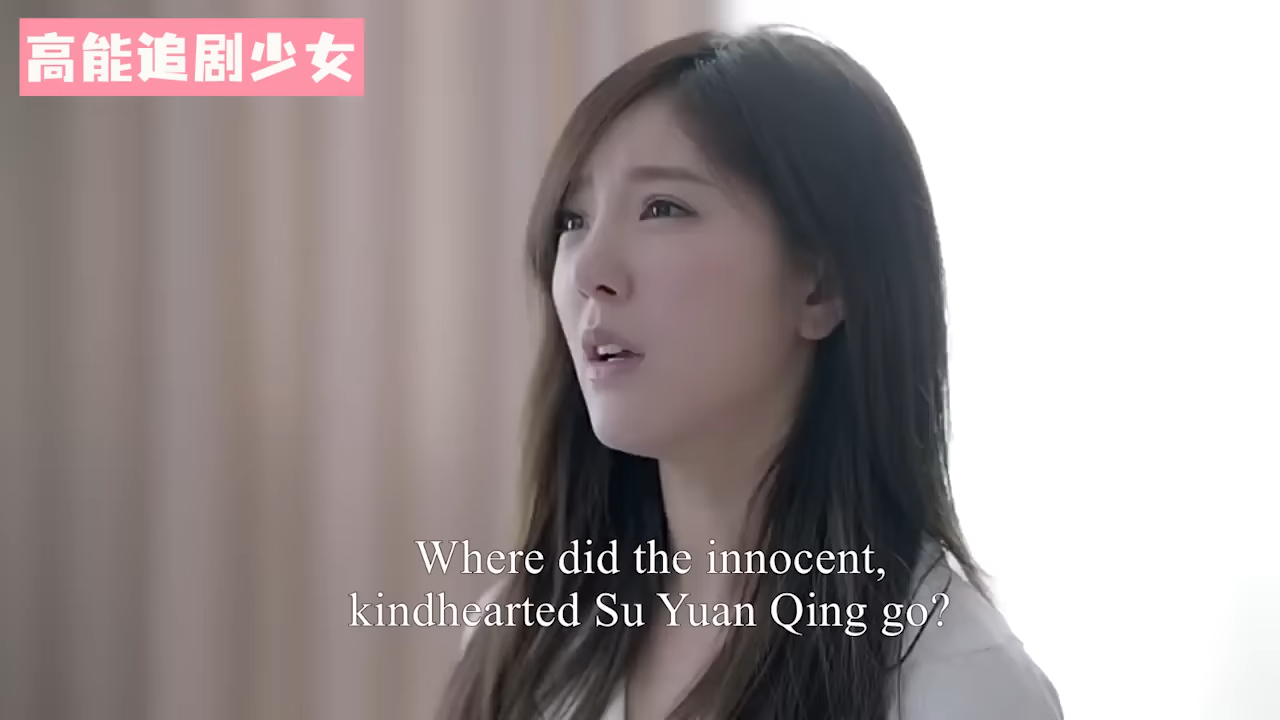 高能追剧少女
Where did the innocent,
kindhearted Su Yuan Qing go?